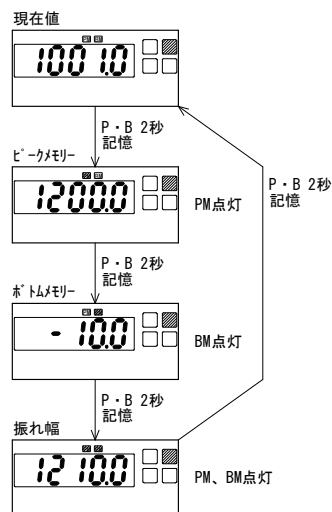 現在値
1001.0
P・B 2秒
記憶
ピークメモリー
1200.0
PM点灯
P・B 2秒
記憶
P・B 2秒
記憶
ボトムメモリー
- 10.0
BM点灯
P・B 2秒
記憶
振れ幅
1210.0
PM、BM点灯